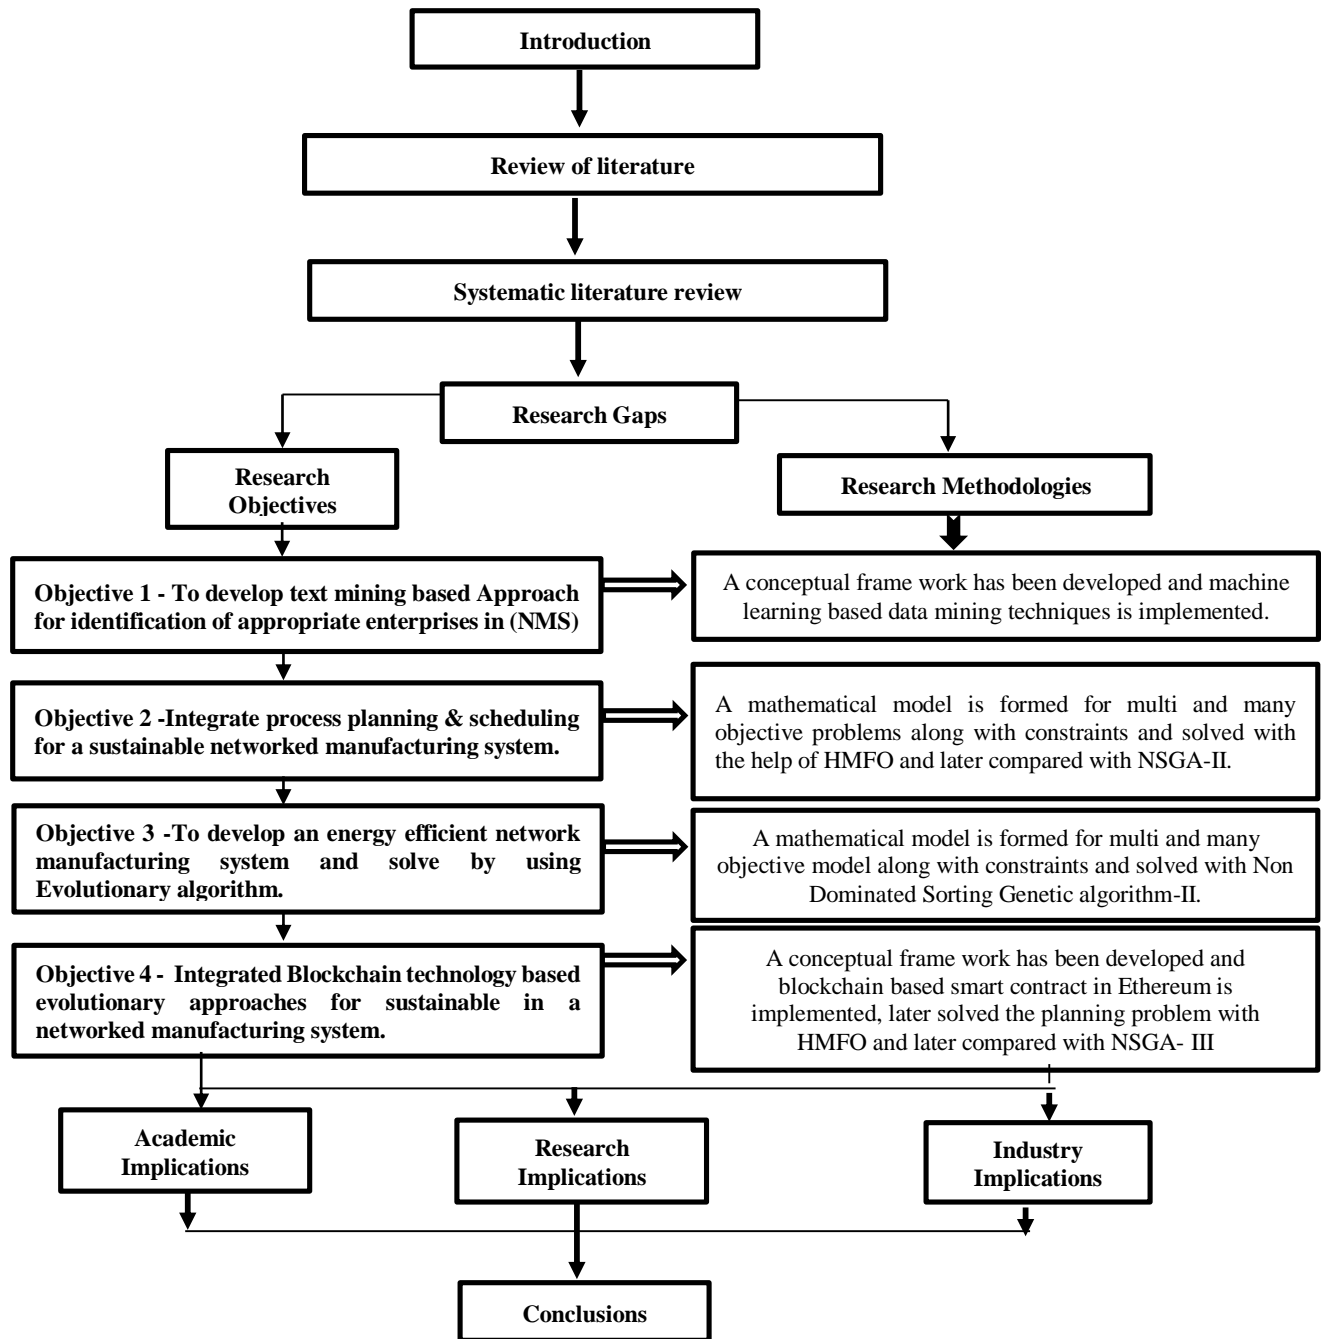 Introduction
Review of literature
Systematic literature review
Research Gaps
Research
Objectives
Research Methodologies
Objective 1 - To develop text mining based Approach
for identification of appropriate enterprises in (NMS)
A conceptual frame work has been developed and machine
learning based data mining techniques is implemented.
Objective 2 -Integrate process planning & scheduling
for a sustainable networked manufacturing system.
A mathematical model is formed for multi and many
objective problems along with constraints and solved with
the help of HMFO and later compared with NSGA-II.
Objective 3 -To develop an energy efficient network
manufacturing system and solve by using
Evolutionary algorithm.
A mathematical model is formed for multi and many
objective model along with constraints and solved with Non
Dominated Sorting Genetic algorithm-II.
Objective 4 - Integrated Blockchain technology based
evolutionary approaches for sustainable in a
networked manufacturing system.
A conceptual frame work has been developed and
blockchain based smart contract in Ethereum is
implemented, later solved the planning problem with
HMFO and later compared with NSGA- III
Academic
Implications
Research
Implications
Industry
Implications
Conclusions